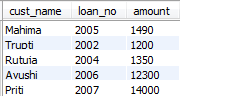 cust_name loan_no amount
Mahima 2005 1490
Trupti 2002 1200
Rutuja 2004 1350
Ayushi 2006 12300
Priti 2007 14000